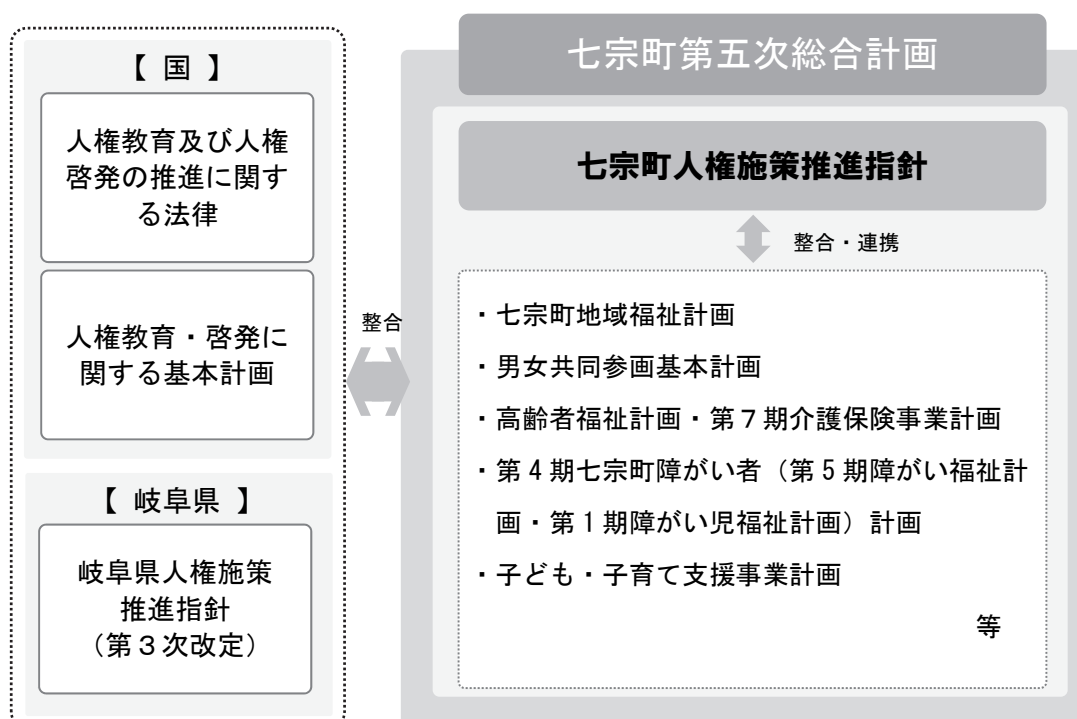 【 国 】
人権教育及び人権
啓発の推進に関す
る法律
人権教育・啓発に
関する基本計画
【 岐阜県 】
岐阜県人権施策
推進指針
（第３次改定）
整合
七宗町第五次総合計画
七宗町人権施策推進指針
整合・連携
・七宗町地域福祉計画
・男女共同参画基本計画
・高齢者福祉計画・第７期介護保険事業計画
・第４期七宗町障がい者（第５期障がい福祉計
画・第１期障がい児福祉計画）計画
・子ども・子育て支援事業計画
等